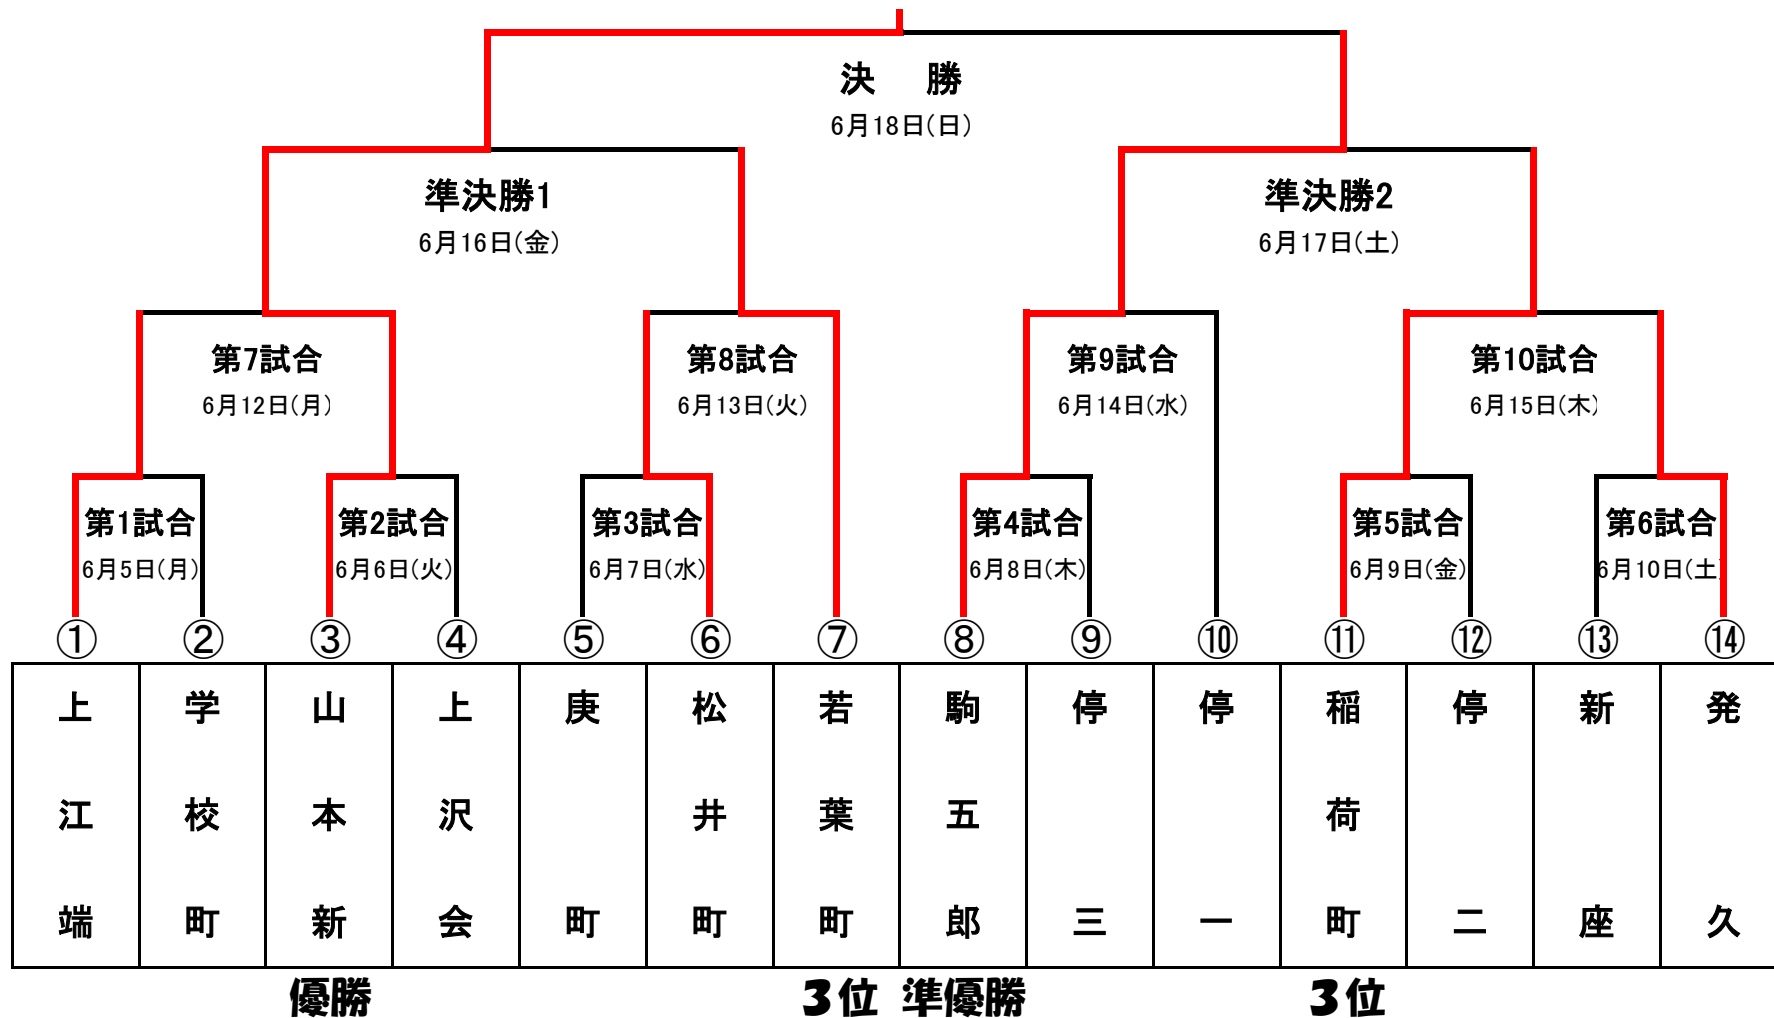 決 勝
6月18日(日)
準決勝1 準決勝2
6月16日(金) 6月17日(土)
第7試合 第8試合 第9試合 第10試合
6月12日(月) 6月13日(火) 6月14日(水) 6月15日(木)
第1試合 第2試合 第3試合 第4試合 第5試合 第6試合
6月5日(月) 6月6日(火) 6月7日(水) 6月8日(木) 6月9日(金) 6月10日(土)
① ② ③ ④ ⑤ ⑥ ⑦ ⑧ ⑨ ⑩ ⑪ ⑫ ⑬ ⑭
上江端
学校町
山本新
上沢会
庚町
松井町
若葉町
駒五郎
停三
停一
稲荷町
停二
新座
発久
優勝 3位 準優勝 3位